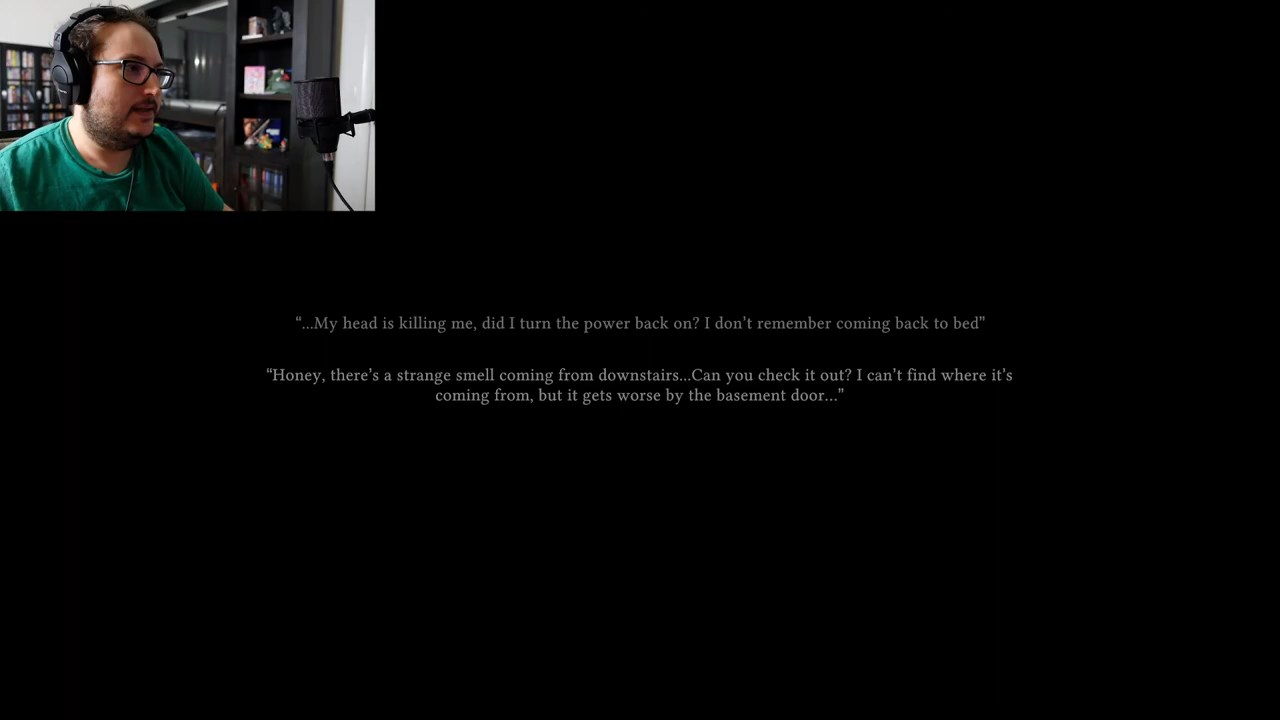 “...My head is killing me, did I turn the power back on? I don’t remember coming back to bed”
“Honey, there’s a strange smell coming from downstairs...Can you check it out? I can’t find where it’s
coming from, but it gets worse by the basement door...”